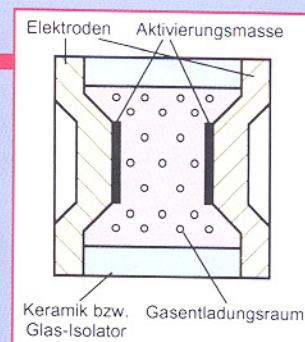 Elektroden Aktivierungsmasse
Keramik bzw. Gasentladungsraum
Glas-Isolator